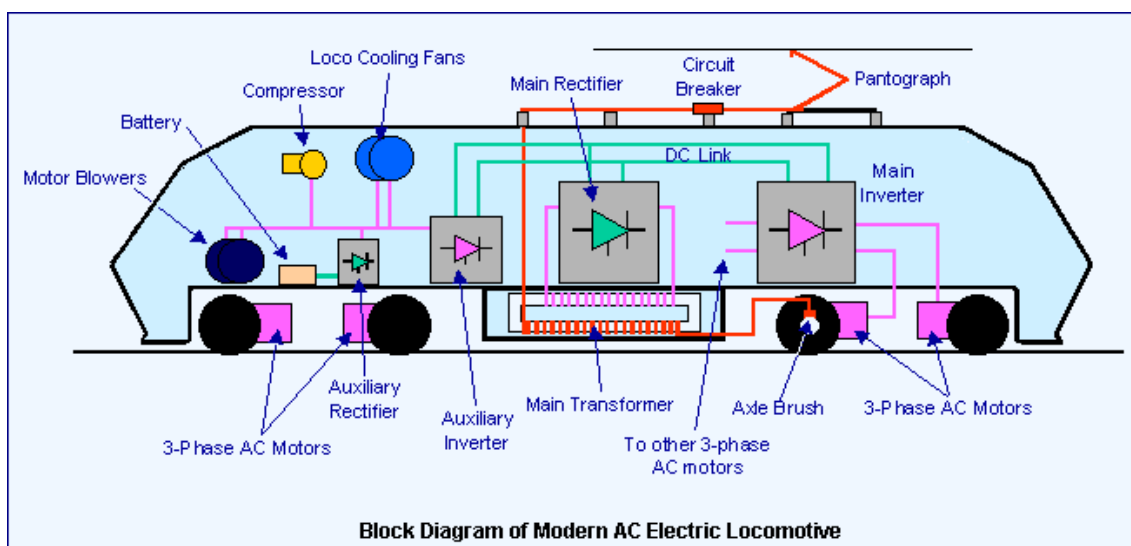 Loco Cooling Fans
Compressor
Battery
Motor Blowers
Main Rectifier
Circuit
Breaker
Pantograph
DC Link
Main
Inverter
3-Phase AC Motors
Auxiliary
Rectifier
Auxiliary
Inverter
Main Transformer
To other 3-phase
AC motors
Axle Brush
3-Phase AC Motors
Block Diagram of Modern AC Electric Locomotive